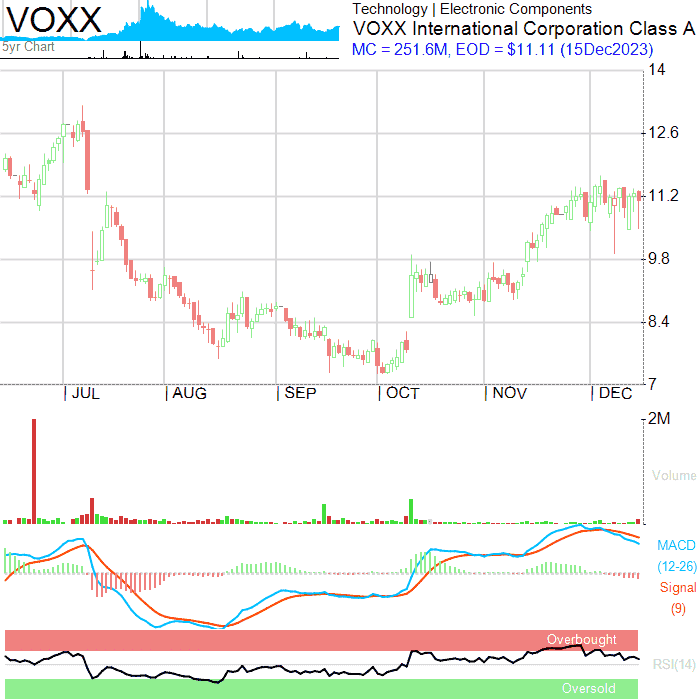 VOXX
5yr Chart
Technology | Electronic Components
VOXX International Corporation Class A
MC = 251.6M, EOD = $11.11 (15Dec2023)
14
12.6
11.2
9.8
8.4
7
JUL AUG SEP OCT NOV DEC
2M
Volume
MACD
(12-26)
Signal
(9)
Overbought
RSI(14)
Oversold